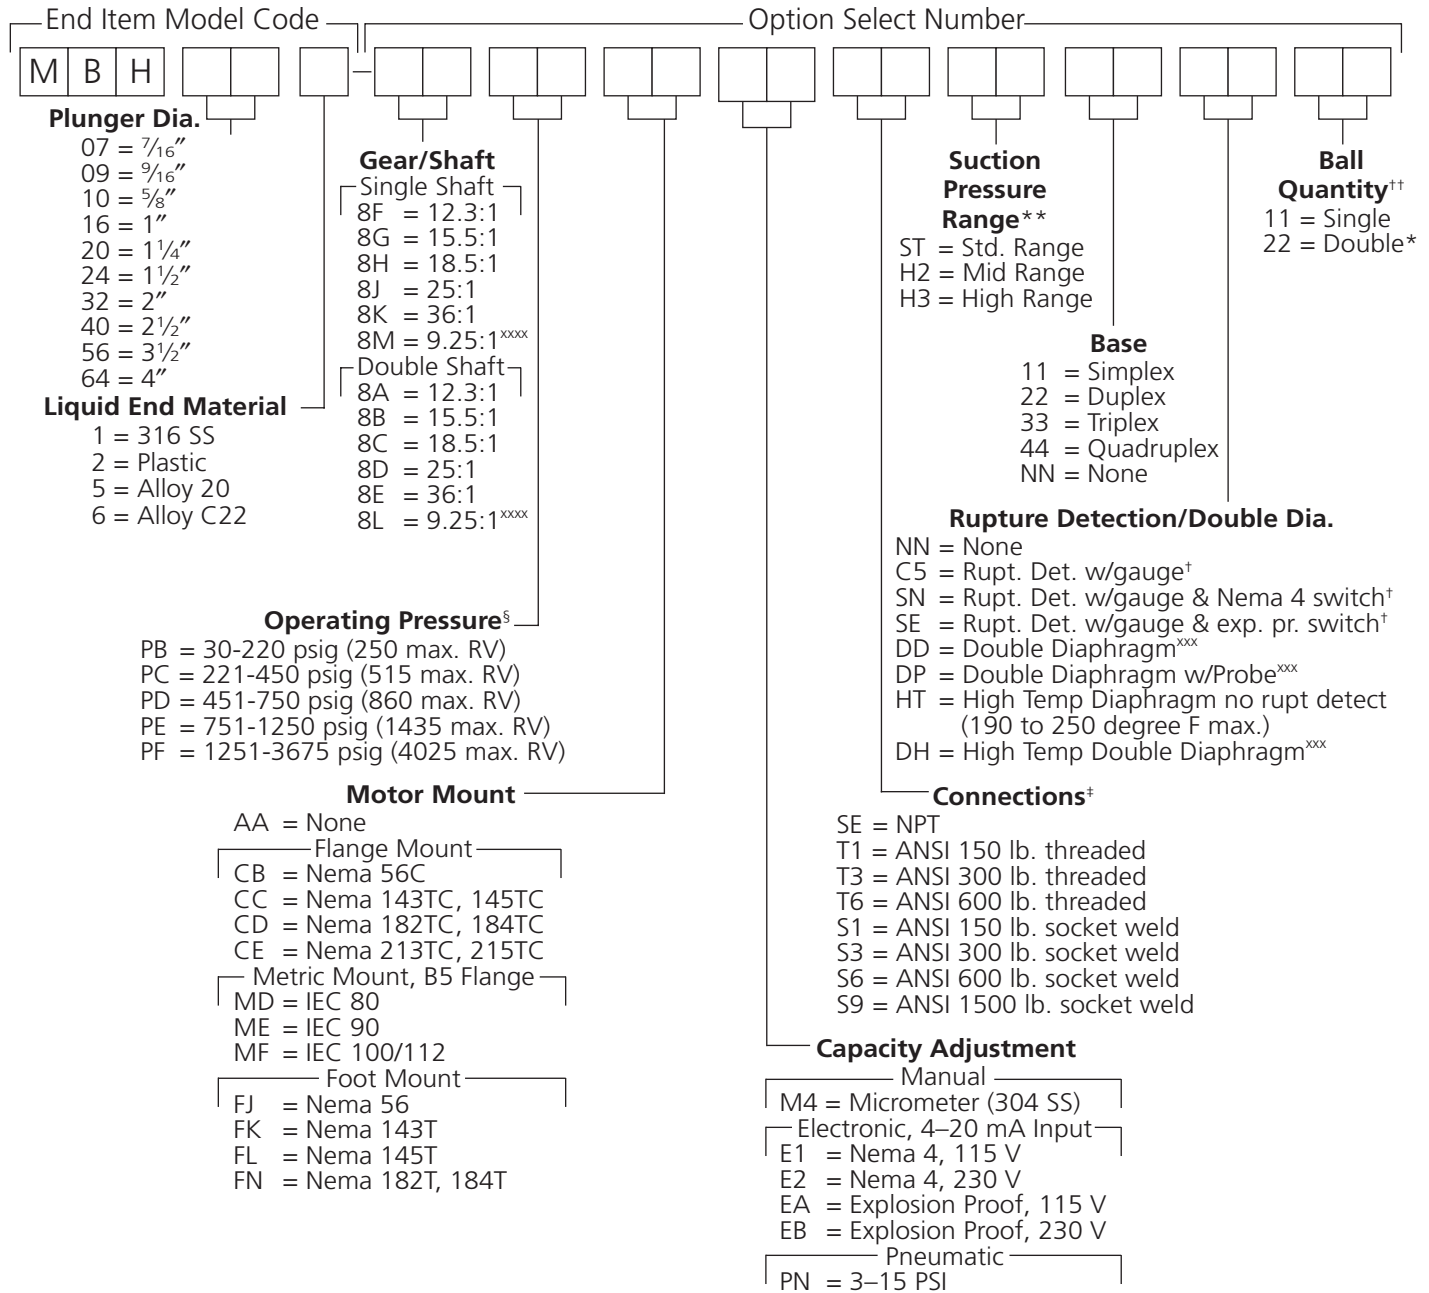 End Item Model Code
Option Select Number
M B H
–
Plunger Dia.
07 = 7⁄16″
09 = 9⁄16″
10 = 5⁄8″
16 = 1″
20 = 1 1⁄4″
24 = 1 1⁄2″
32 = 2″
40 = 2 1⁄2″
56 = 3 1⁄2″
64 = 4″
Liquid End Material
1 = 316 SS
2 = Plastic
5 = Alloy 20
6 = Alloy C22
Gear/Shaft
Single Shaft
8F = 12.3:1
8G = 15.5:1
8H = 18.5:1
8J = 25:1
8K = 36:1
8M = 9.25:1xxxx
Double Shaft
8A = 12.3:1
8B = 15.5:1
8C = 18.5:1
8D = 25:1
8E = 36:1
8L = 9.25:1xxxx
Operating Pressure§
PB = 30-220 psig (250 max. RV)
PC = 221-450 psig (515 max. RV)
PD = 451-750 psig (860 max. RV)
PE = 751-1250 psig (1435 max. RV)
PF = 1251-3675 psig (4025 max. RV)
Motor Mount
AA = None
Flange Mount
CB = Nema 56C
CC = Nema 143TC, 145TC
CD = Nema 182TC, 184TC
CE = Nema 213TC, 215TC
Metric Mount, B5 Flange
MD = IEC 80
ME = IEC 90
MF = IEC 100/112
Foot Mount
FJ = Nema 56
FK = Nema 143T
FL = Nema 145T
FN = Nema 182T, 184T
Suction
Pressure
Range**
ST = Std. Range
H2 = Mid Range
H3 = High Range
Ball
Quantity††
11 = Single
22 = Double*
Base
11 = Simplex
22 = Duplex
33 = Triplex
44 = Quadruplex
NN = None
Rupture Detection/Double Dia.
NN = None
C5 = Rupt. Det. w/gauge†
SN = Rupt. Det. w/gauge & Nema 4 switch†
SE = Rupt. Det. w/gauge & exp. pr. switch†
DD = Double Diaphragmxxx
DP = Double Diaphragm w/Probexxx
HT = High Temp Diaphragm no rupt detect
(190 to 250 degree F max.)
DH = High Temp Double Diaphragmxxx
Connections‡
SE = NPT
T1 = ANSI 150 lb. threaded
T3 = ANSI 300 lb. threaded
T6 = ANSI 600 lb. threaded
S1 = ANSI 150 lb. socket weld
S3 = ANSI 300 lb. socket weld
S6 = ANSI 600 lb. socket weld
S9 = ANSI 1500 lb. socket weld
Capacity Adjustment
Manual
M4 = Micrometer (304 SS)
Electronic, 4–20 mA Input
E1 = Nema 4, 115 V
E2 = Nema 4, 230 V
EA = Explosion Proof, 115 V
EB = Explosion Proof, 230 V
Pneumatic
PN = 3–15 PSI